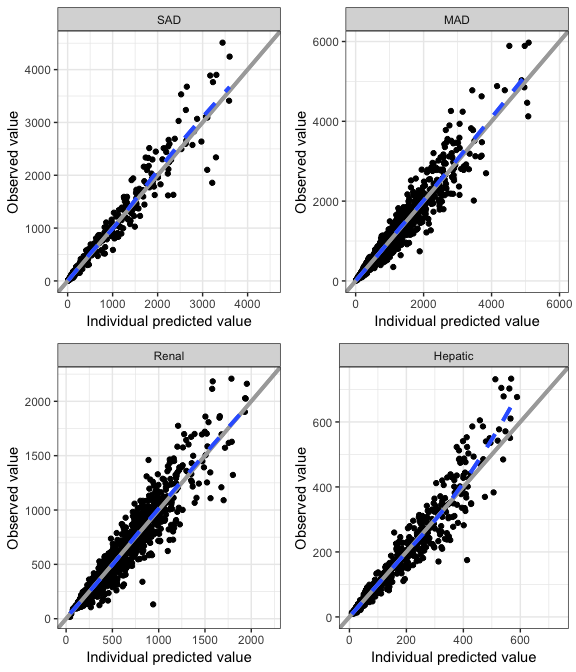 SAD
Observed value
4000
3000
2000
1000
0
0 1000 2000 3000 4000
Individual predicted value
MAD
Observed value
6000
4000
2000
0
0 2000 4000 6000
Individual predicted value
Renal
Observed value
2000
1500
1000
500
0
0 500 1000 1500 2000
Individual predicted value
Hepatic
Observed value
600
400
200
0
0 200 400 600
Individual predicted value